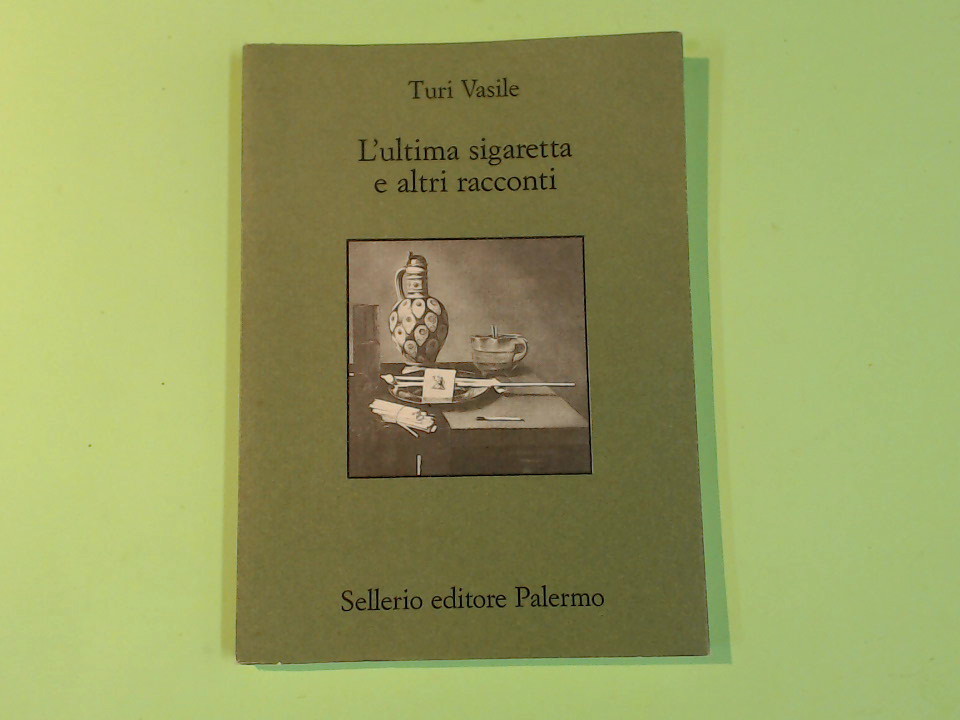 Turi Vasile
L'ultima sigaretta
e altri racconti
Sellerio editore Palermo